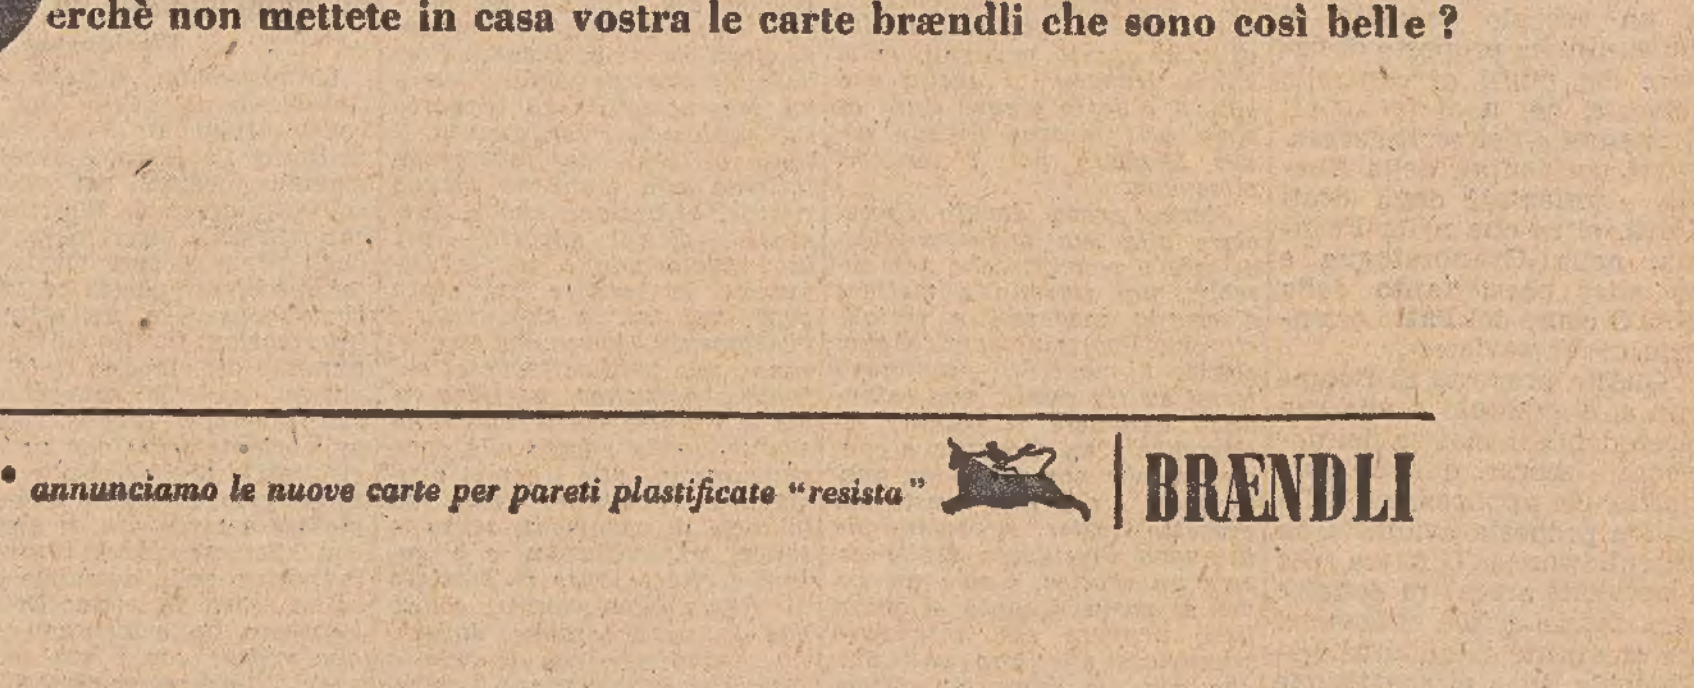 erchè non mettete in casa vostra le carte brændli che sono così belle ?
• annunciamo le nuove carte per pareti plastificate “resista”
BRÆNDLI